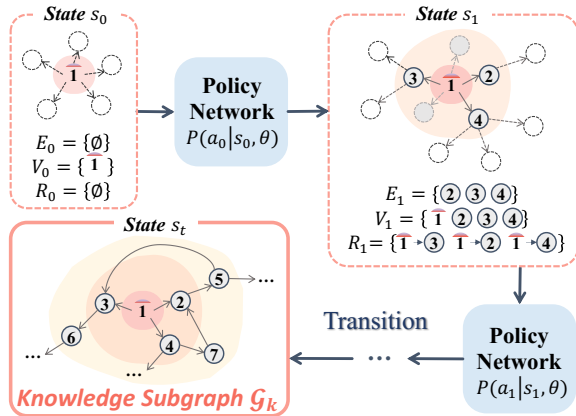 State s₀
1
Policy
Network
P(a₀|s₀, θ)
E₀ = {∅}
V₀ = {1}
R₀ = {∅}
State s₁
3
1
2
4
E₁ = {2 3 4}
V₁ = {1 2 3 4}
R₁= {1→3 1→2 1→4}
Policy
Network
P(a₁|s₁, θ)
Transition
...
State sₜ
5
...
3
1
2
6
4
7
...
...
Knowledge Subgraph 𝒢ₖ